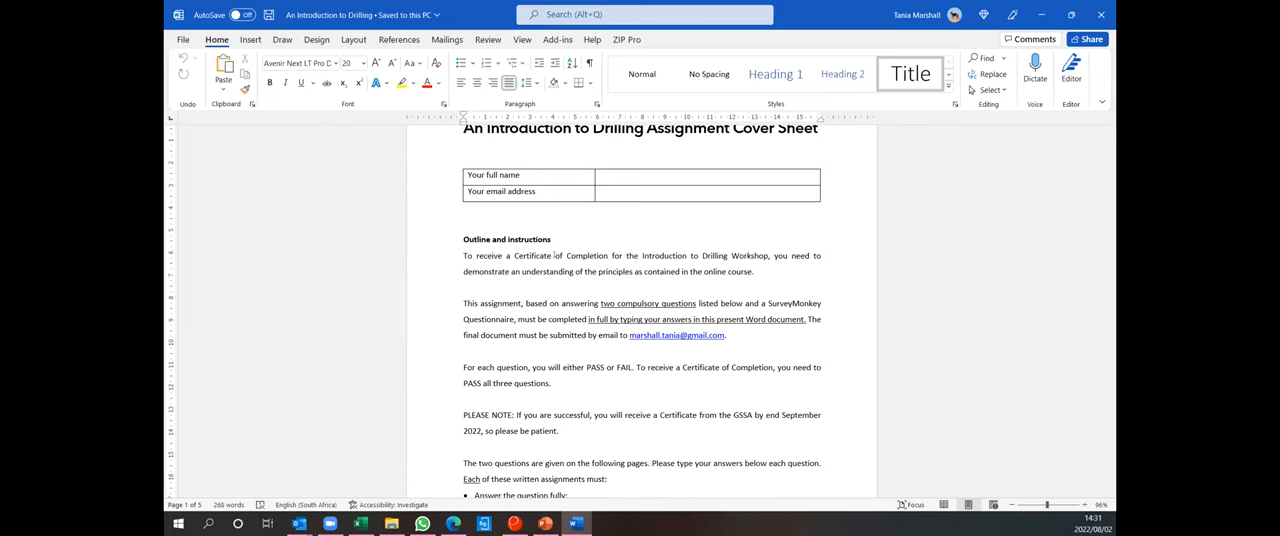 AutoSave Off An Introduction to Drilling • Saved to this PC Search (Alt+Q) Tania Marshall
File Home Insert Draw Design Layout References Mailings Review View Add-ins Help ZIP Pro Comments Share
Avenir Next LT Pro D 20 Normal No Spacing Heading 1 Heading 2 Title Find
Paste Replace Dictate Editor
Select
Undo Clipboard Font Paragraph Styles Editing Voice Editor
An Introduction to Drilling Assignment Cover Sheet
Your full name
Your email address
Outline and instructions
To receive a Certificate of Completion for the Introduction to Drilling Workshop, you need to
demonstrate an understanding of the principles as contained in the online course.
This assignment, based on answering two compulsory questions listed below and a SurveyMonkey
Questionnaire, must be completed in full by typing your answers in this present Word document. The
final document must be submitted by email to marshall.tania@gmail.com.
For each question, you will either PASS or FAIL. To receive a Certificate of Completion, you need to
PASS all three questions.
PLEASE NOTE: If you are successful, you will receive a Certificate from the GSSA by end September
2022, so please be patient.
The two questions are given on the following pages. Please type your answers below each question.
Each of these written assignments must:
• Answer the question fully;
Page 1 of 5 268 words English (South Africa) Accessibility: Investigate Focus 96%
14:31
2022/08/02